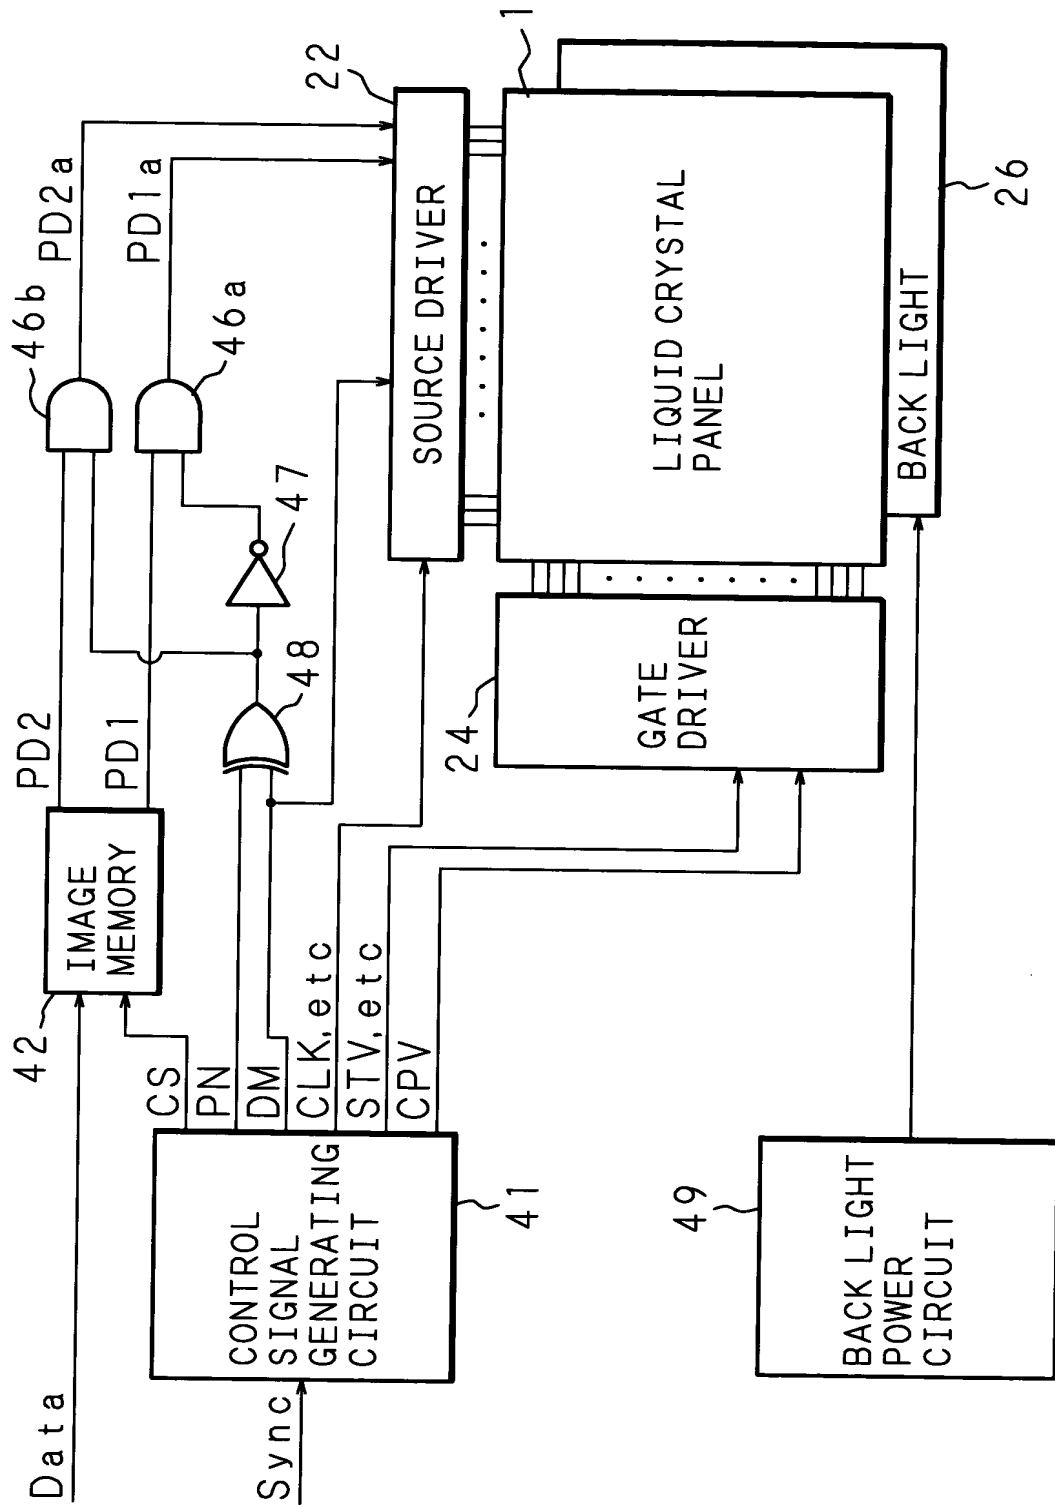 Data
Sync
42
IMAGE
MEMORY
PD2
PD1
46b
PD2a
PD1a
46a
47
48
CS
PN
DM
CLK,etc
STV,etc
CPV
CONTROL
SIGNAL
GENERATING
CIRCUIT
41
22
SOURCE DRIVER
24
GATE
DRIVER
1
LIQUID CRYSTAL
PANEL
BACK LIGHT
26
49
BACK LIGHT
POWER
CIRCUIT